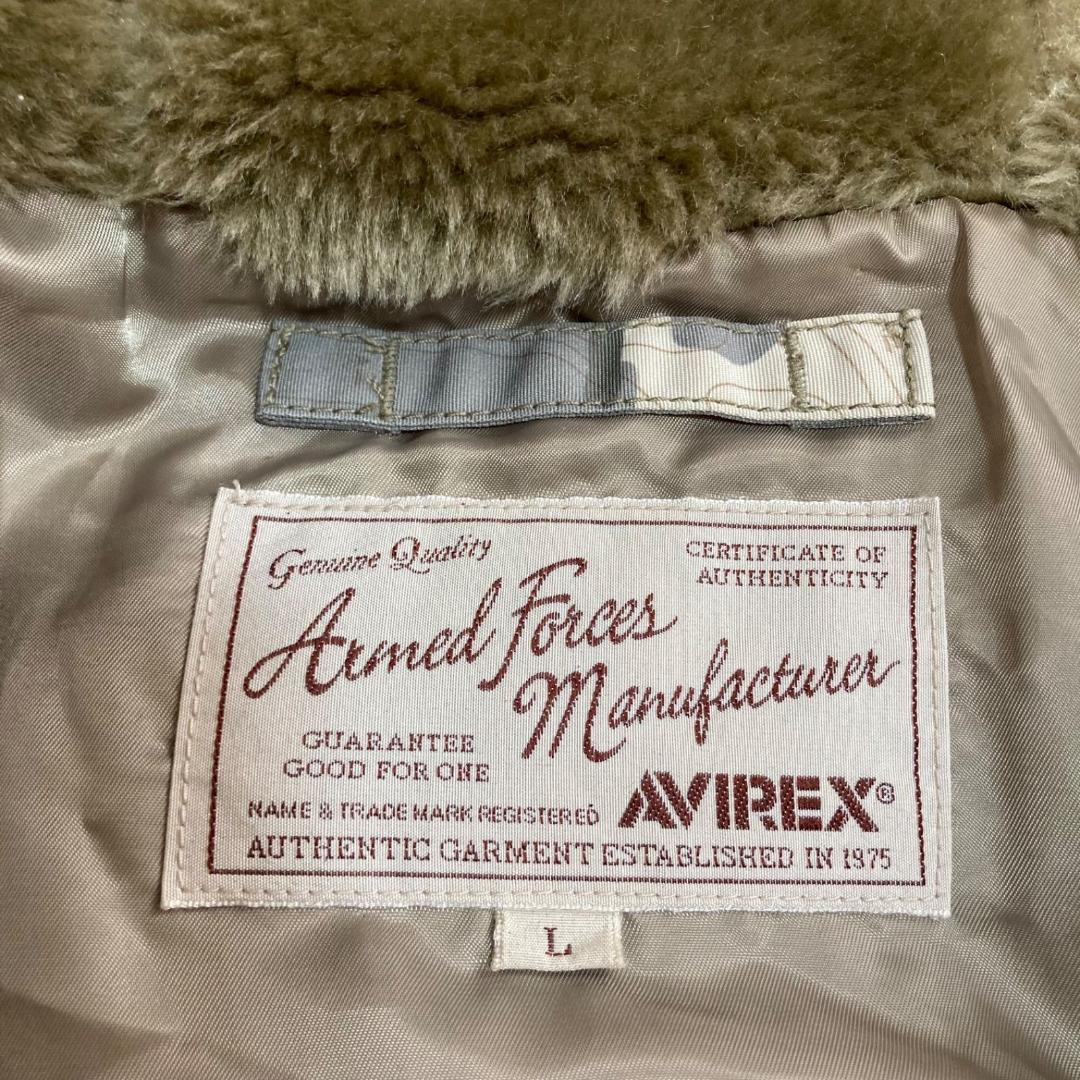 Genuine Quality
CERTIFICATE OF
AUTHENTICITY
Armed Forces
Manufacturer
GUARANTEE
GOOD FOR ONE
NAME & TRADE MARK REGISTERED
AVIREX®
AUTHENTIC GARMENT ESTABLISHED IN 1975
L